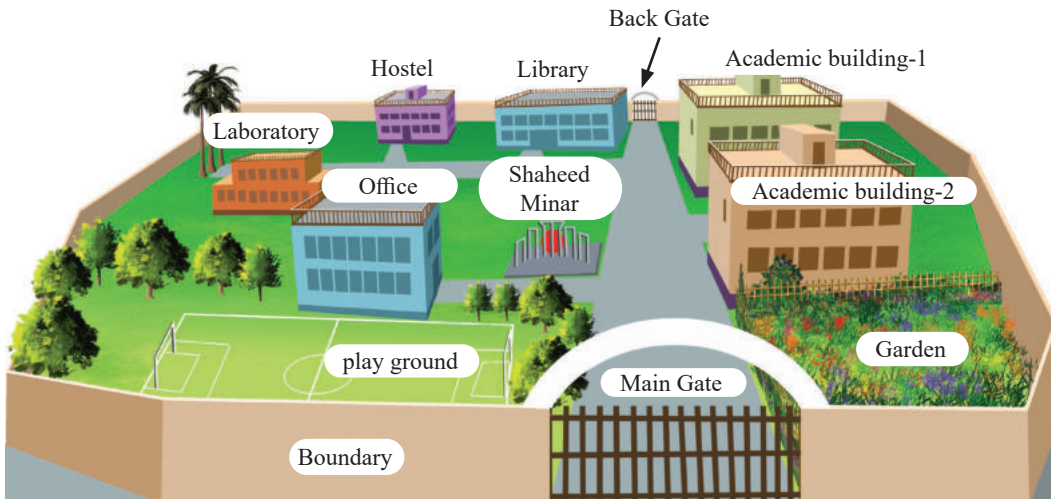 Back Gate
Hostel
Library
Academic building-1
Laboratory
Office
Shaheed
Minar
Academic building-2
play ground
Garden
Main Gate
Boundary